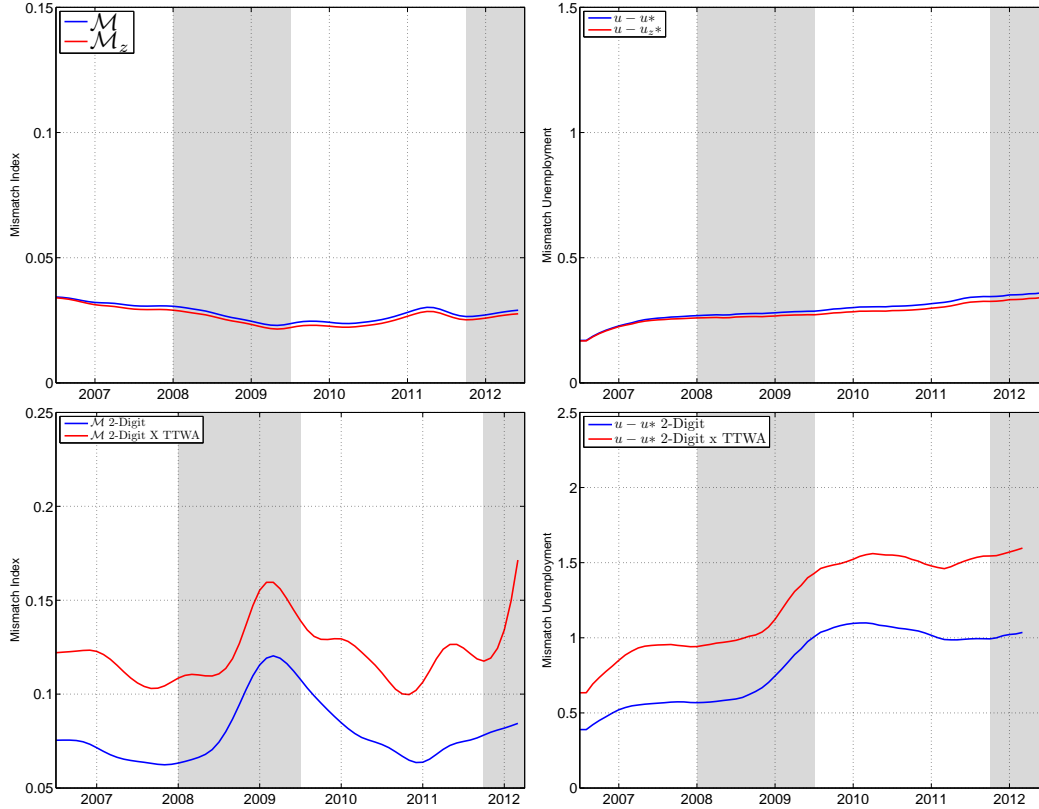 0.15
0.1
0.05
0
Mismatch Index
ℳ
ℳ_z
2007 2008 2009 2010 2011 2012
1.5
1
0.5
0
Mismatch Unemployment
u − u*
u − u_z*
2007 2008 2009 2010 2011 2012
0.25
0.2
0.15
0.1
0.05
Mismatch Index
ℳ 2-Digit
ℳ 2-Digit X TTWA
2007 2008 2009 2010 2011 2012
2.5
2
1.5
1
0.5
0
Mismatch Unemployment
u − u* 2-Digit
u − u* 2-Digit x TTWA
2007 2008 2009 2010 2011 2012